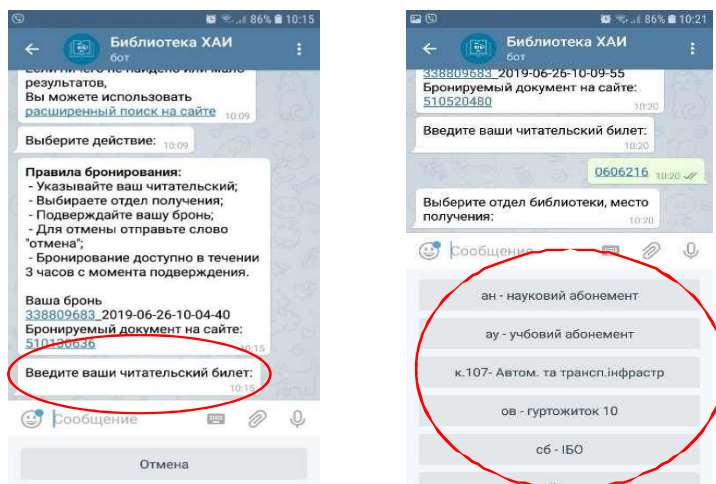 86% 10:15
Библиотека ХАИ
бот
результатов,
Вы можете использовать
расширенный поиск на сайте 10:09
Выберите действие: 10:09
Правила бронирования:
- Указывайте ваш читательский;
- Выбираете отдел получения;
- Подверждайте вашу бронь;
- Для отмены отправьте слово
"отмена";
- Бронирование доступно в течении
3 часов с момента подверждения.
Ваша бронь
338809683_2019-06-26-10-04-40
Бронируемый документ на сайте:
510130636 10:15
Введите ваши читательский билет:
10:15
Сообщение
Отмена
86% 10:21
Библиотека ХАИ
бот
338809683_2019-06-26-10-09-55
Бронируемый документ на сайте:
510520480 10:20
Введите ваши читательский билет:
10:20
0606216 10:20
Выберите отдел библиотеки, место
получения: 10:20
Сообщение
ан - науковий абонемент
ау - учбовий абонемент
к.107- Автом. та трансп.інфрастр
ов - гуртожиток 10
сб - ІБО